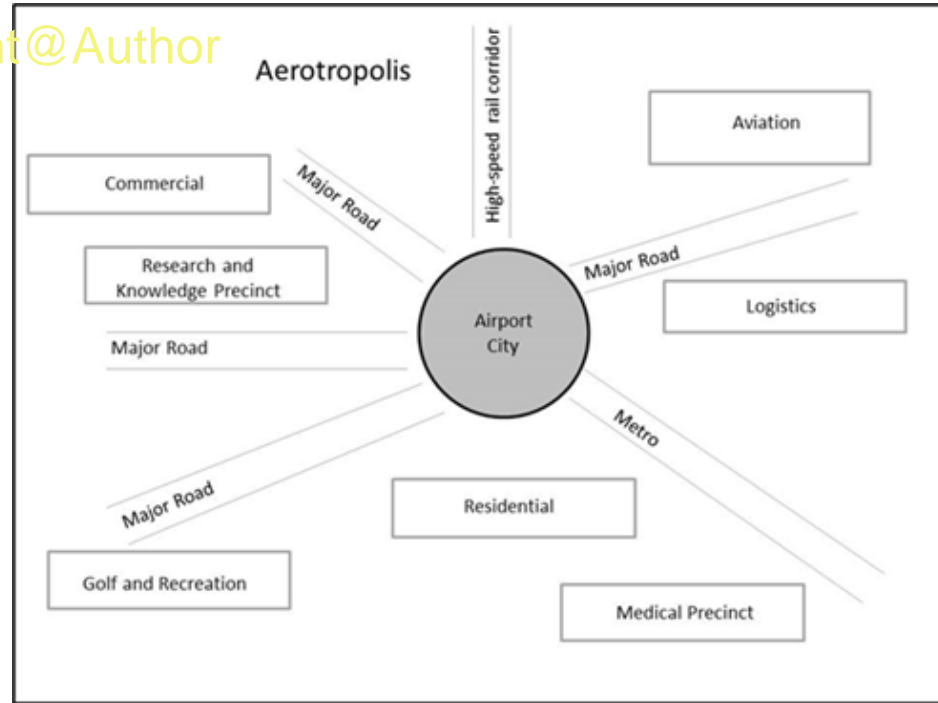 t@Author
Aerotropolis
High-speed rail corridor
Aviation
Commercial
Major Road
Research and
Knowledge Precinct
Major Road
Logistics
Airport
City
Major Road
Metro
Major Road
Residential
Golf and Recreation
Medical Precinct